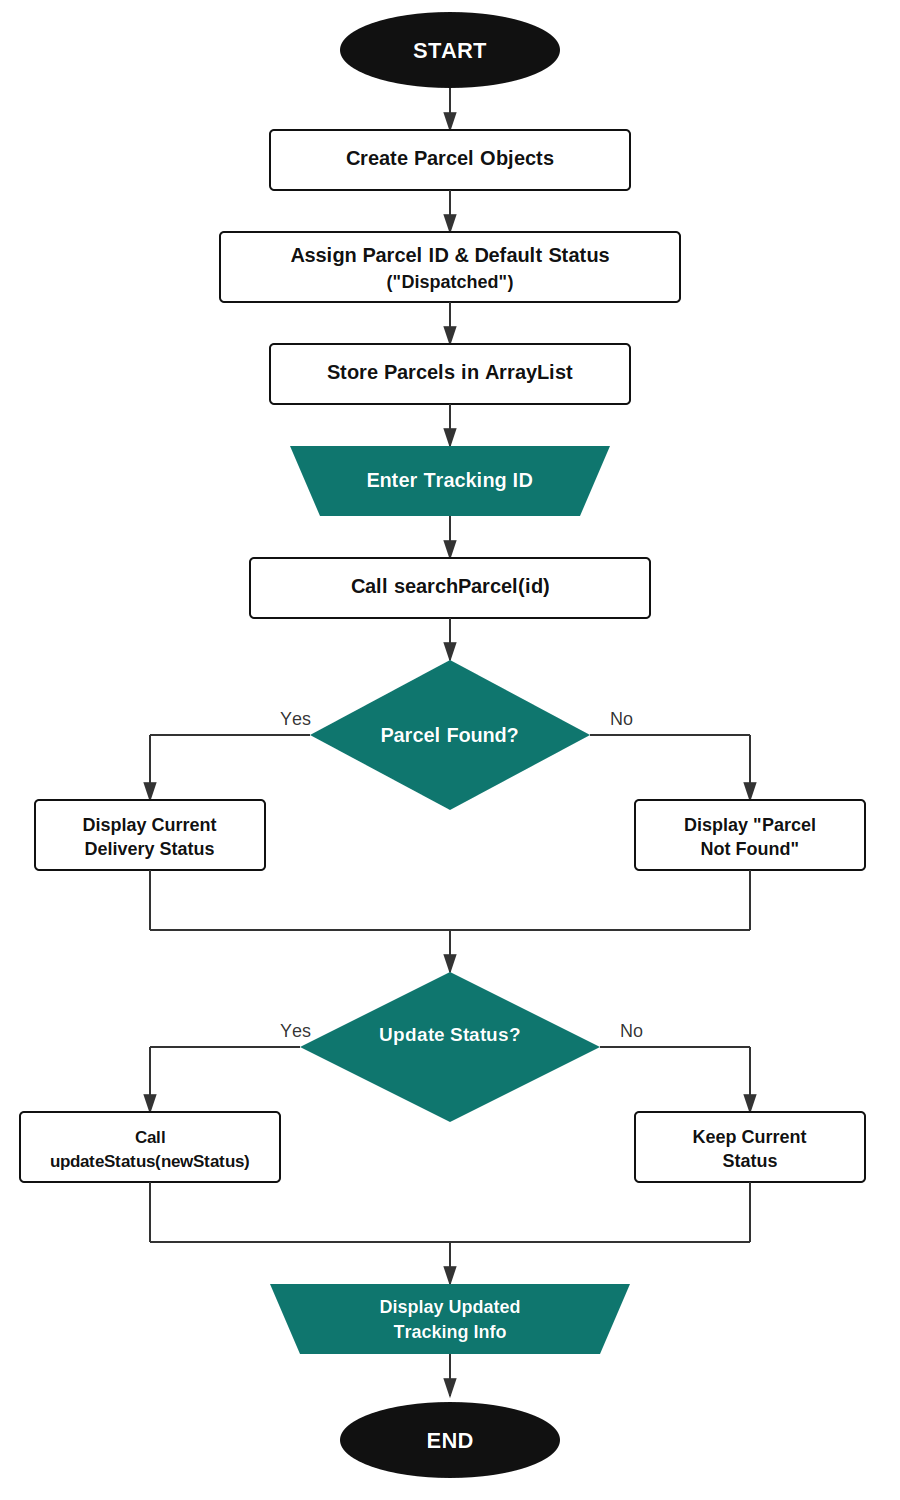 START
Create Parcel Objects
Assign Parcel ID & Default Status
("Dispatched")
Store Parcels in ArrayList
Enter Tracking ID
Call searchParcel(id)
Parcel Found?
Yes
No
Display Current
Delivery Status
Display "Parcel
Not Found"
Update Status?
Yes
No
Call
updateStatus(newStatus)
Keep Current
Status
Display Updated
Tracking Info
END